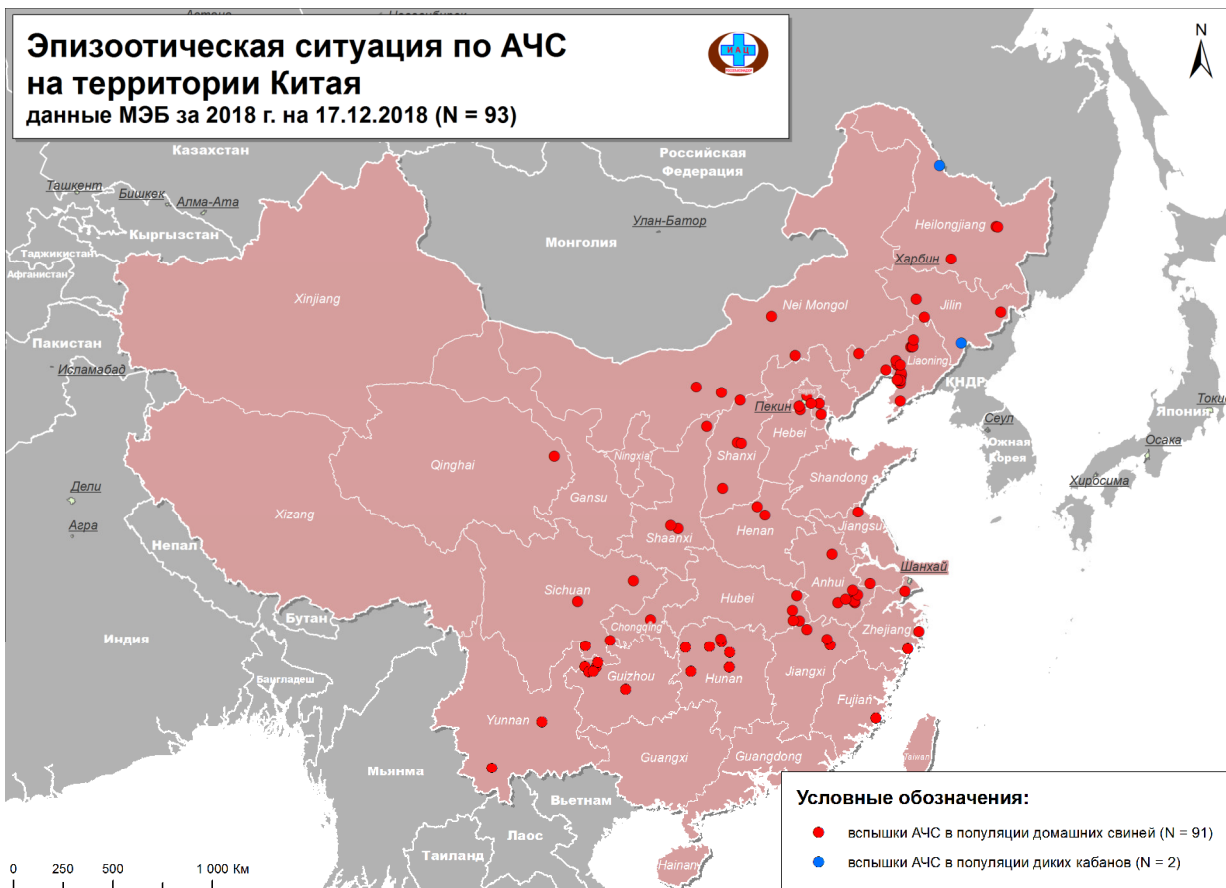 Астана
Новосибирск
Эпизоотическая ситуация по АЧС
на территории Китая
данные МЭБ за 2018 г. на 17.12.2018 (N = 93)
ИАЦ
N
Казахстан
Российская
Федерация
Ташкент
Бишкек
Алма-Ата
Улан-Батор
Кыргызстан
Монголия
Таджикистан
Афганистан
Heilongjiang
Харбин
Xinjiang
Nei Mongol
Jilin
Пакистан
Исламабад
Liaoning
КНДР
Пекин
Токио
Япония
Сеул
Южная
Корея
Осака
Hebei
Хиросима
Qinghai
Ningxia
Shanxi
Shandong
Gansu
Дели
Xizang
Агра
Непал
Shaanxi
Henan
Jiangsu
Шанхай
Sichuan
Anhui
Hubei
Бутан
Chongqing
Zhejiang
Индия
Бангладеш
Guizhou
Hunan
Jiangxi
Fujian
Yunnan
Guangxi
Guangdong
Taiwan
Мьянма
Вьетнам
Лаос
Таиланд
Hainan
Условные обозначения:
вспышки АЧС в популяции домашних свиней (N = 91)
вспышки АЧС в популяции диких кабанов (N = 2)
0 250 500 1 000 Км